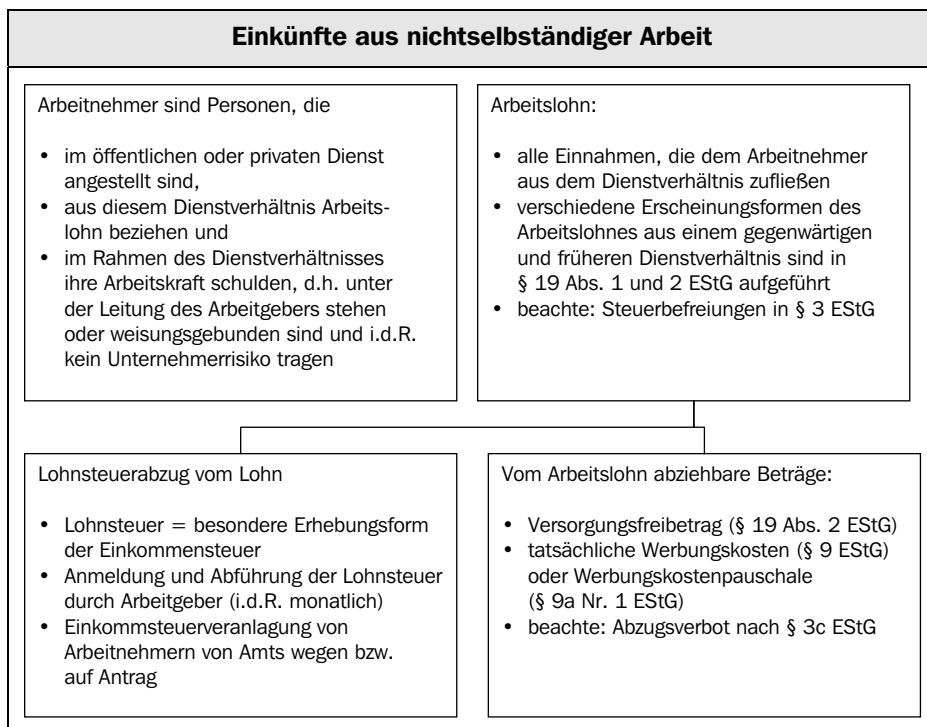 Einkünfte aus nichtselbständiger Arbeit
Arbeitnehmer sind Personen, die
• im öffentlichen oder privaten Dienst
angestellt sind,
• aus diesem Dienstverhältnis Arbeits-
lohn beziehen und
• im Rahmen des Dienstverhältnisses
ihre Arbeitskraft schulden, d.h. unter
der Leitung des Arbeitgebers stehen
oder weisungsgebunden sind und i.d.R.
kein Unternehmerrisiko tragen
Arbeitslohn:
• alle Einnahmen, die dem Arbeitnehmer
aus dem Dienstverhältnis zufließen
• verschiedene Erscheinungsformen des
Arbeitslohnes aus einem gegenwärtigen
und früheren Dienstverhältnis sind in
§ 19 Abs. 1 und 2 EStG aufgeführt
• beachte: Steuerbefreiungen in § 3 EStG
Lohnsteuerabzug vom Lohn
• Lohnsteuer = besondere Erhebungsform
der Einkommensteuer
• Anmeldung und Abführung der Lohnsteuer
durch Arbeitgeber (i.d.R. monatlich)
• Einkommsteuerveranlagung von
Arbeitnehmern von Amts wegen bzw.
auf Antrag
Vom Arbeitslohn abziehbare Beträge:
• Versorgungsfreibetrag (§ 19 Abs. 2 EStG)
• tatsächliche Werbungskosten (§ 9 EStG)
oder Werbungskostenpauschale
(§ 9a Nr. 1 EStG)
• beachte: Abzugsverbot nach § 3c EStG